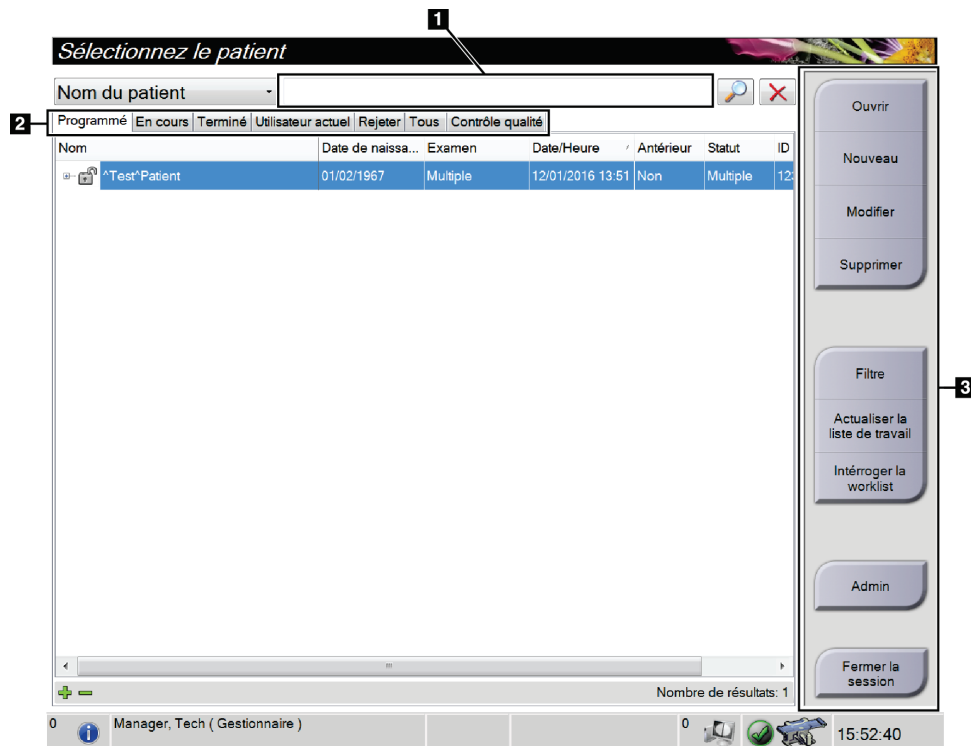 1
Sélectionnez le patient
Nom du patient
2
Programmé En cours Terminé Utilisateur actuel Rejeter Tous Contrôle qualité
Nom Date de naissa... Examen Date/Heure Antérieur Statut ID
^Test^Patient 01/02/1967 Multiple 12/01/2016 13:51 Non Multiple
Ouvrir
Nouveau
Modifier
Supprimer
3
Filtre
Actualiser la
liste de travail
Intérroger la
worklist
Admin
Fermer la
session
Nombre de résultats: 1
0 Manager, Tech ( Gestionnaire ) 0 15:52:40